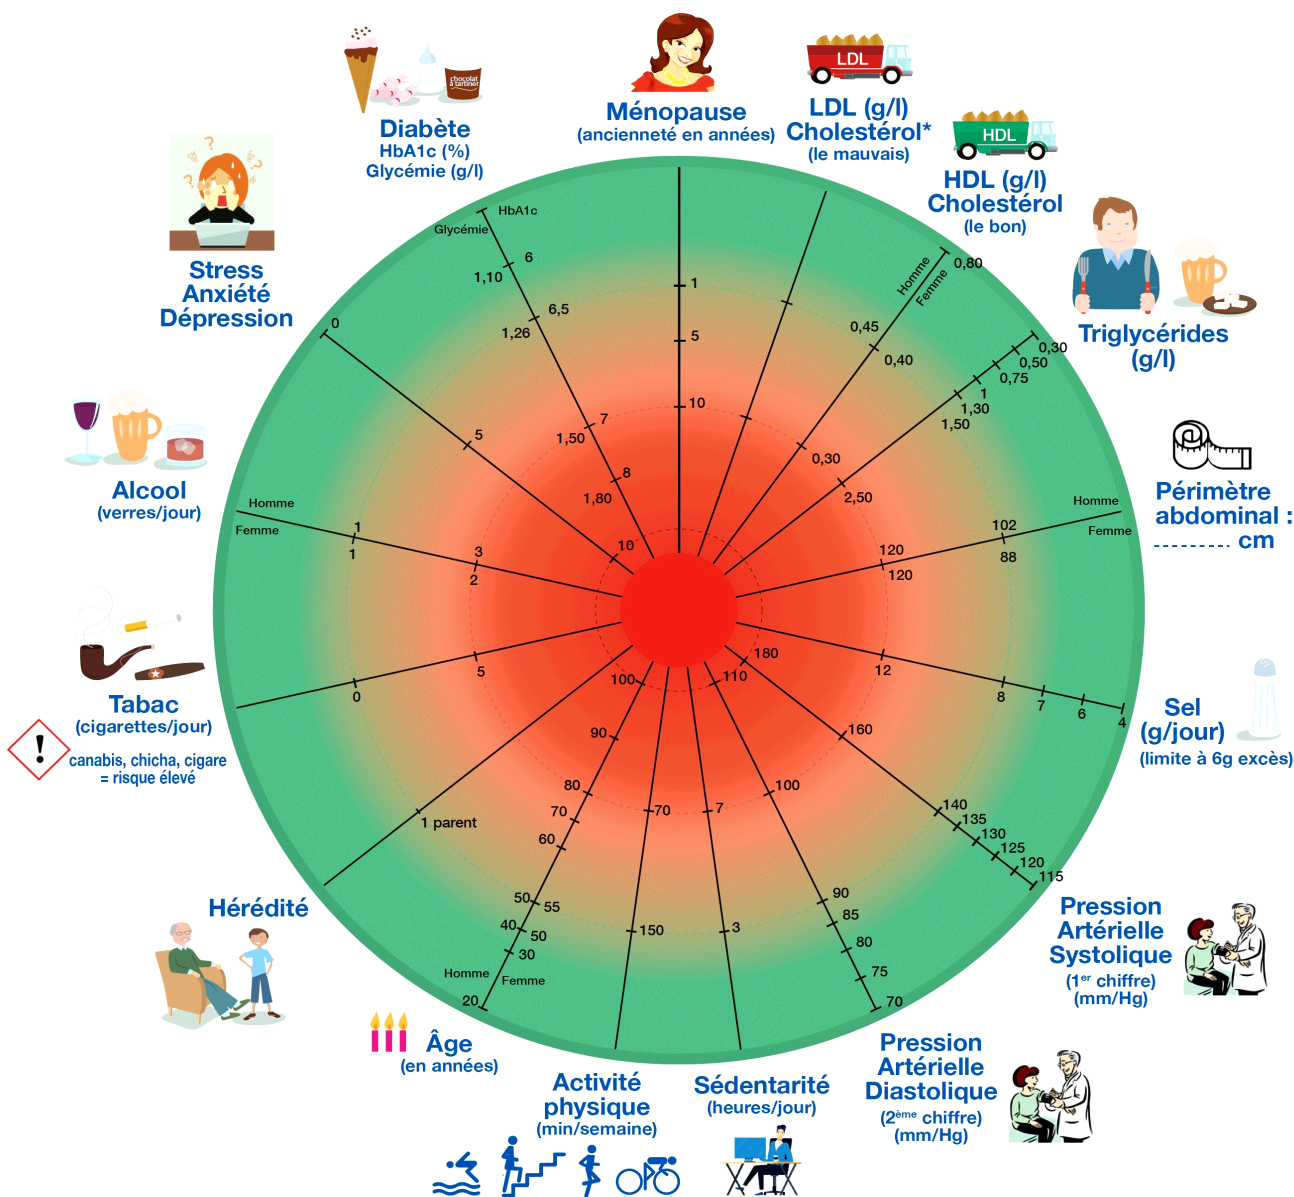 LDL
HDL
chocolat
à tartiner
Ménopause
(ancienneté en années)
LDL (g/l)
Cholestérol*
(le mauvais)
HDL (g/l)
Cholestérol
(le bon)
Triglycérides
(g/l)
Périmètre
abdominal :
-------------- cm
Sel
(g/jour)
(limite à 6g excès)
Pression
Artérielle
Systolique
(1er chiffre)
(mm/Hg)
Pression
Artérielle
Diastolique
(2ème chiffre)
(mm/Hg)
Sédentarité
(heures/jour)
Activité
physique
(min/semaine)
Âge
(en années)
Hérédité
Tabac
(cigarettes/jour)
!
canabis, chicha, cigare
= risque élevé
Alcool
(verres/jour)
Stress
Anxiété
Dépression
Diabète
HbA1c (%)
Glycémie (g/l)
1
5
10
Homme
Femme
0,80
0,45
0,40
0,30
0,30
0,50
0,75
1
1,30
1,50
2,50
Homme
Femme
102
88
120
120
12
8
7
6
4
180
160
140
135
130
125
120
115
110
100
90
85
80
75
70
7
3
70
150
100
90
80
70
60
50
55
40
50
30
Homme
Femme
20
1 parent
5
0
Homme
Femme
1
1
3
2
0
5
10
HbA1c
Glycémie
6
1,10
6,5
1,26
7
1,50
8
1,80